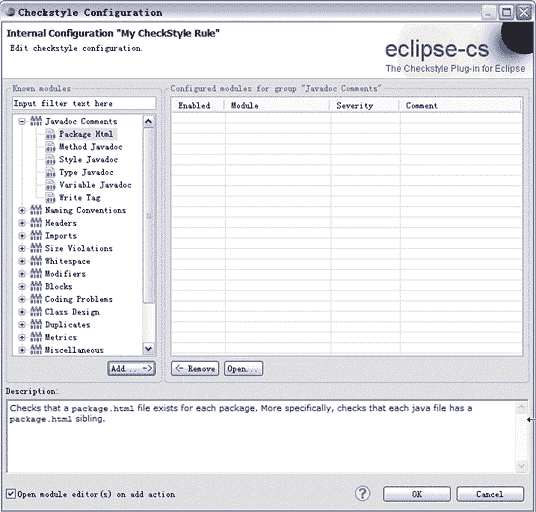 Checkstyle Configuration
Internal Configuration "My CheckStyle Rule"
Edit checkstyle configuration.
eclipse-cs
The Checkstyle Plug-in for Eclipse
Known modules
Input filter text here
Javadoc Comments
Package Html
Method Javadoc
Style Javadoc
Type Javadoc
Variable Javadoc
Write Tag
Naming Conventions
Headers
Imports
Size Violations
Whitespace
Modifiers
Blocks
Coding Problems
Class Design
Duplicates
Metrics
Miscellaneous
Add... ->
Configured modules for group "Javadoc Comments"
Enabled Module Severity Comment
<- Remove Open...
Description:
Checks that a package.html file exists for each package. More specifically, checks that each java file has a
package.html sibling.
Open module editor(s) on add action
? OK Cancel